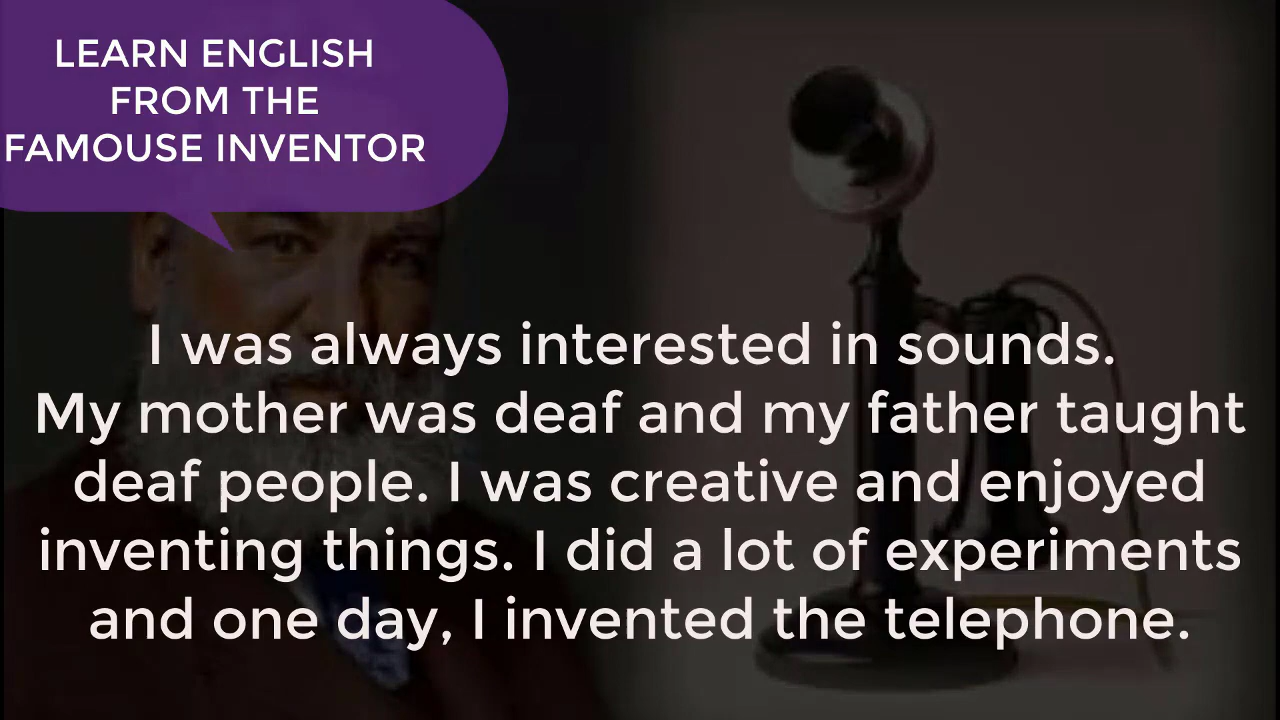 LEARN ENGLISH
FROM THE
FAMOUSE INVENTOR
I was always interested in sounds.
My mother was deaf and my father taught
deaf people. I was creative and enjoyed
inventing things. I did a lot of experiments
and one day, I invented the telephone.